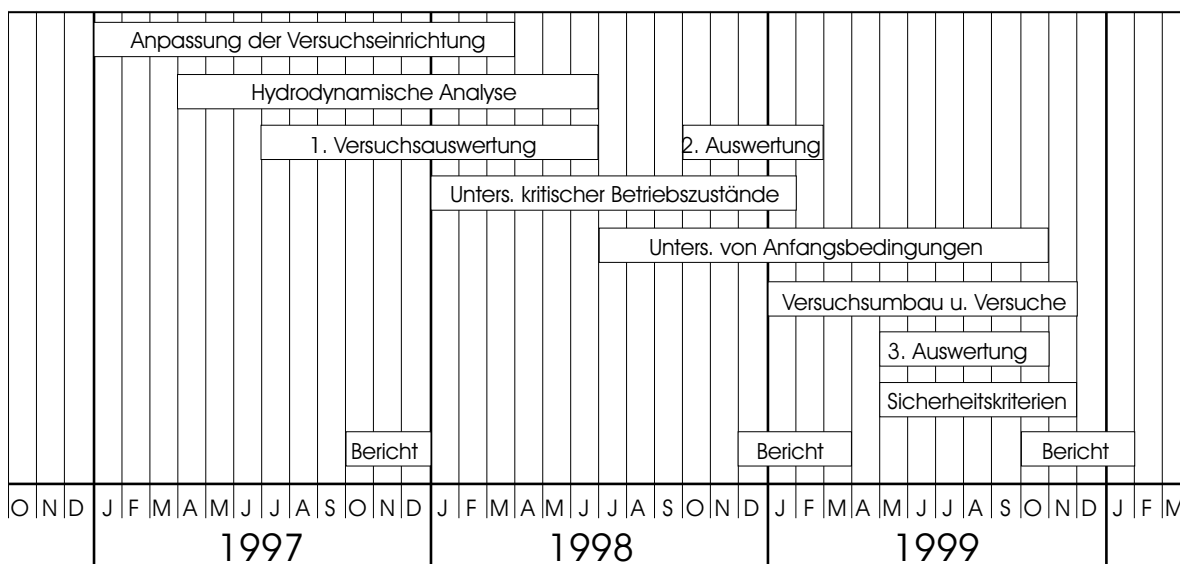 Anpassung der Versuchseinrichtung
Hydrodynamische Analyse
1. Versuchsauswertung 2. Auswertung
Unters. kritischer Betriebszustände
Unters. von Anfangsbedingungen
Versuchsumbau u. Versuche
3. Auswertung
Sicherheitskriterien
Bericht Bericht Bericht
O N D J F M A M J J A S O N D J F M A M J J A S O N D J F M A M J J A S O N D J F M
1997 1998 1999